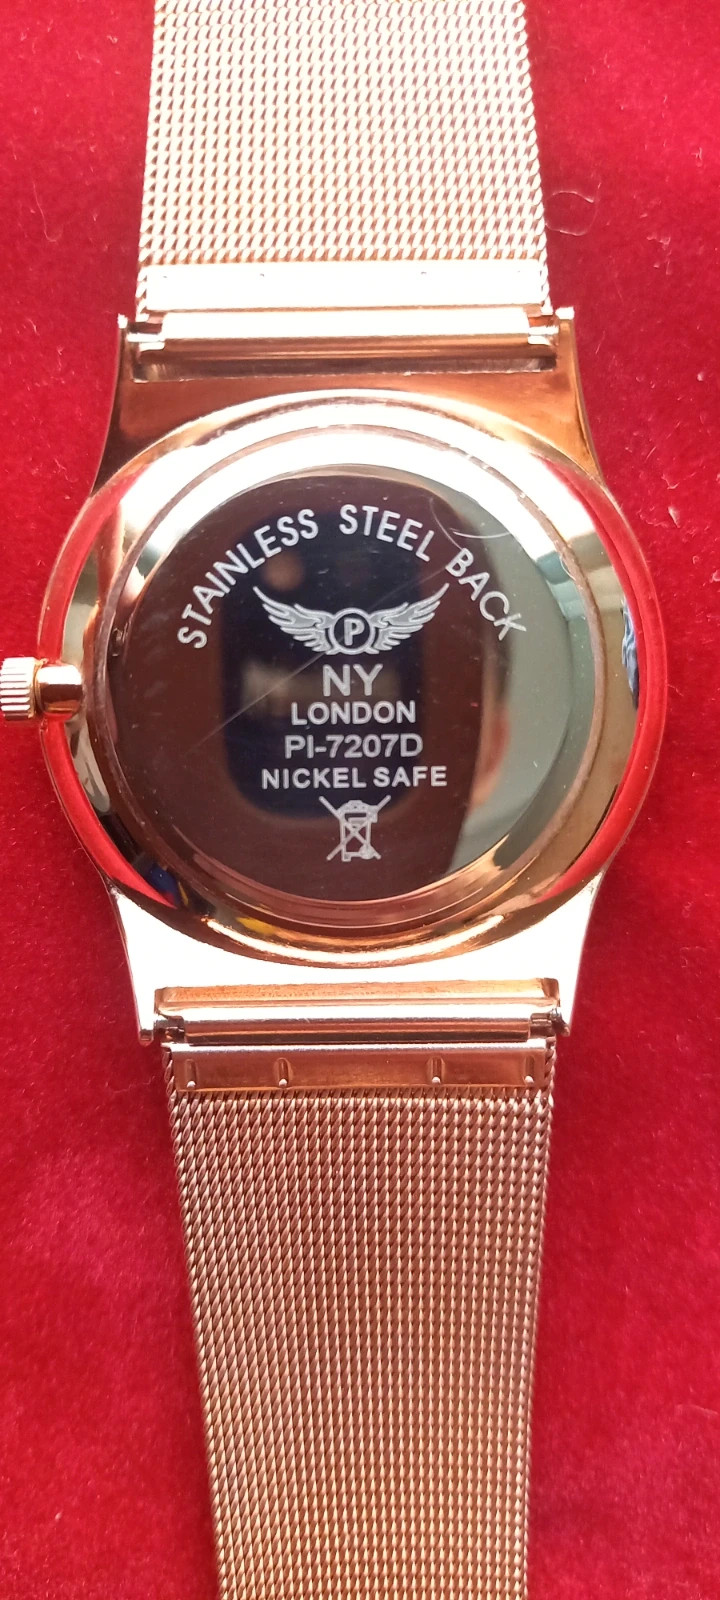 STAINLESS STEEL BACK
P
NY
LONDON
PI-7207D
NICKEL SAFE